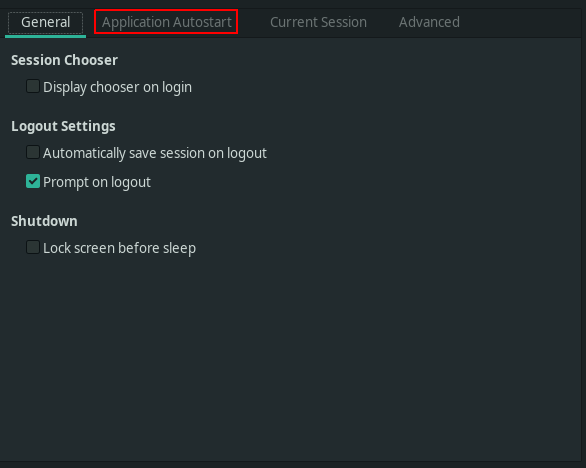 General Application Autostart Current Session Advanced
Session Chooser
Display chooser on login
Logout Settings
Automatically save session on logout
Prompt on logout
Shutdown
Lock screen before sleep